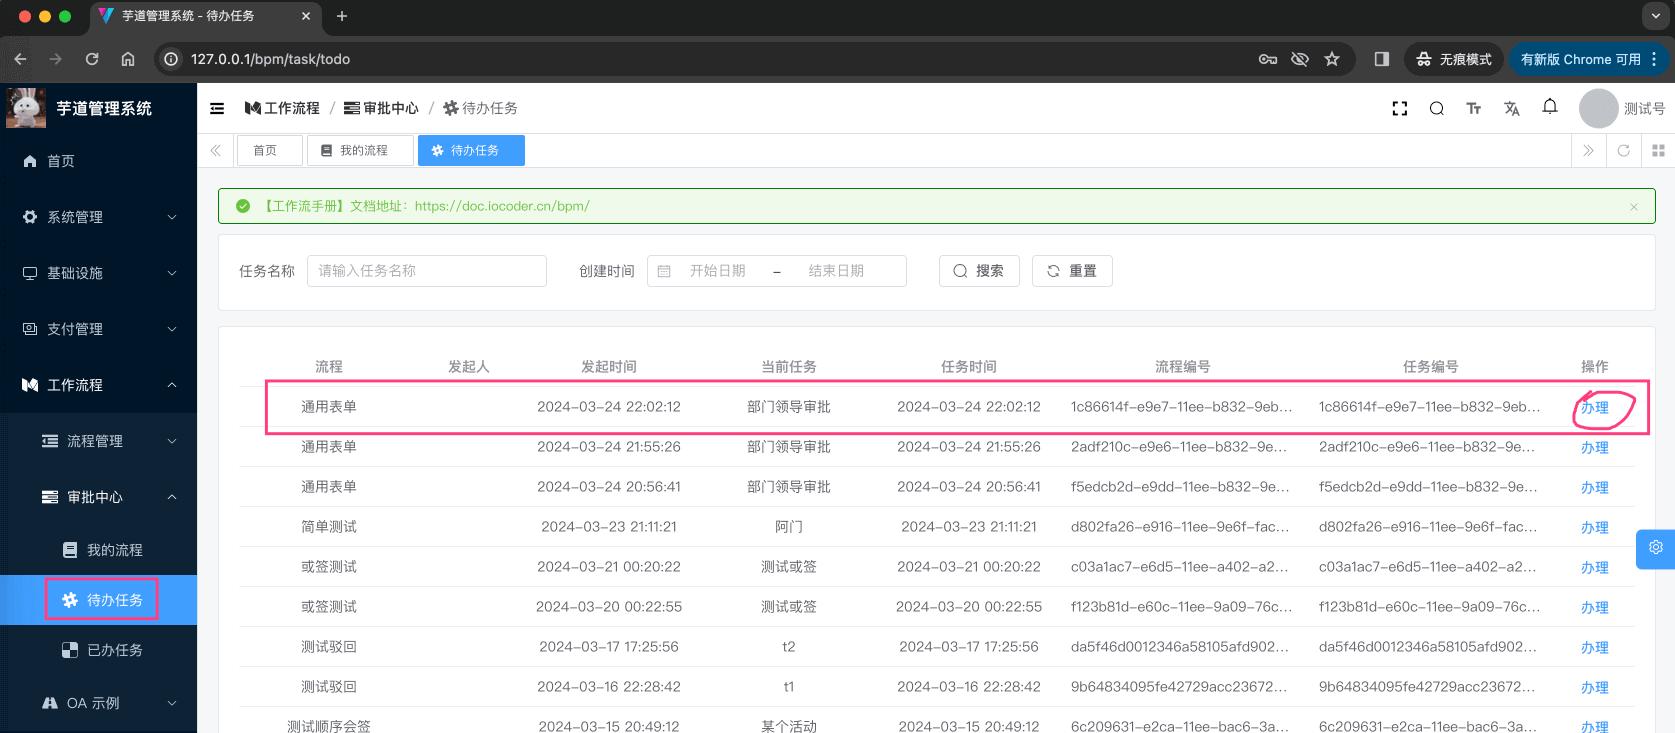 芋道管理系统 - 待办任务
127.0.0.1/bpm/task/todo
无痕模式
有新版 Chrome 可用
芋道管理系统
工作流程 / 审批中心 / 待办任务
测试号
首页
我的流程
待办任务
首页
系统管理
基础设施
支付管理
工作流程
流程管理
审批中心
我的流程
待办任务
已办任务
OA 示例
【工作流手册】文档地址：https://doc.iocoder.cn/bpm/
任务名称 请输入任务名称 创建时间 开始日期 - 结束日期 搜索 重置
流程 发起人 发起时间 当前任务 任务时间 流程编号 任务编号 操作
通用表单 2024-03-24 22:02:12 部门领导审批 2024-03-24 22:02:12 1c86614f-e9e7-11ee-b832-9eb... 1c86614f-e9e7-11ee-b832-9eb... 办理
通用表单 2024-03-24 21:55:26 部门领导审批 2024-03-24 21:55:26 2adf210c-e9e6-11ee-b832-9e... 2adf210c-e9e6-11ee-b832-9e... 办理
通用表单 2024-03-24 20:56:41 部门领导审批 2024-03-24 20:56:41 f5edcb2d-e9dd-11ee-b832-9e... f5edcb2d-e9dd-11ee-b832-9e... 办理
简单测试 2024-03-23 21:11:21 阿门 2024-03-23 21:11:21 d802fa26-e916-11ee-9e6f-fac... d802fa26-e916-11ee-9e6f-fac... 办理
或签测试 2024-03-21 00:20:22 测试或签 2024-03-21 00:20:22 c03a1ac7-e6d5-11ee-a402-a2... c03a1ac7-e6d5-11ee-a402-a2... 办理
或签测试 2024-03-20 00:22:55 测试或签 2024-03-20 00:22:55 f123b81d-e60c-11ee-9a09-76c... f123b81d-e60c-11ee-9a09-76c... 办理
测试驳回 2024-03-17 17:25:56 t2 2024-03-17 17:25:56 da5f46d0012346a58105afd902... da5f46d0012346a58105afd902... 办理
测试驳回 2024-03-16 22:28:42 t1 2024-03-16 22:28:42 9b64834095fe42729acc23672... 9b64834095fe42729acc23672... 办理
测试顺序会签 2024-03-15 20:49:12 某个活动 2024-03-15 20:49:12 6c209631-e2ca-11ee-bac6-3a... 6c209631-e2ca-11ee-bac6-3a... 办理